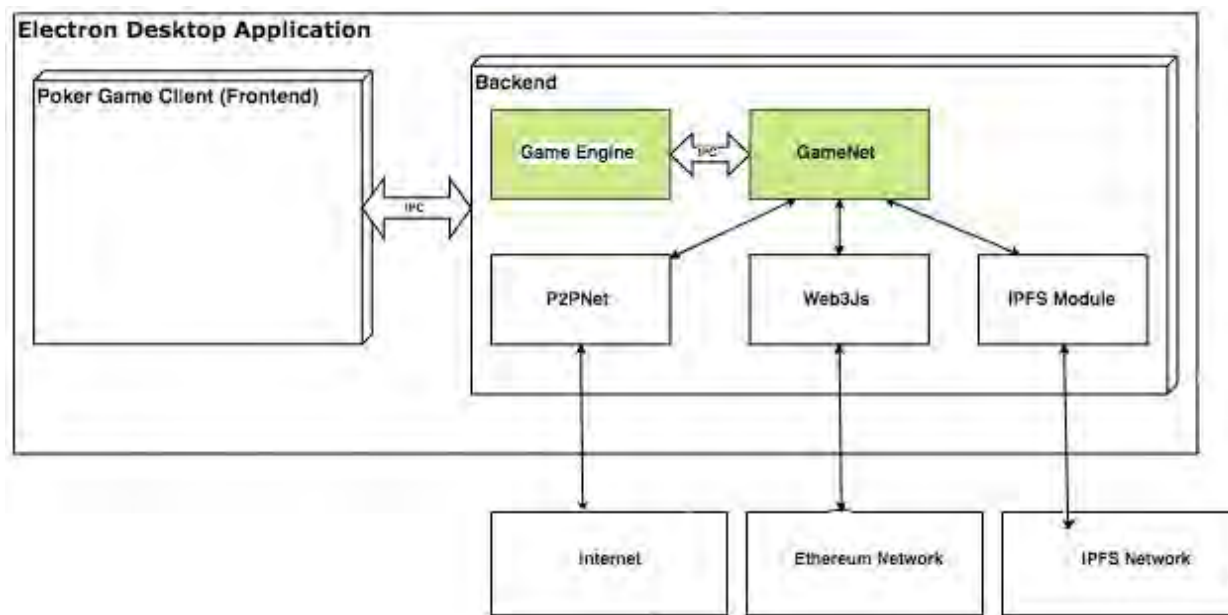 Electron Desktop Application
Poker Game Client (Frontend)
Backend
Game Engine
IPC
GameNet
IPC
P2PNet
Web3Js
IPFS Module
Internet
Ethereum Network
IPFS Network